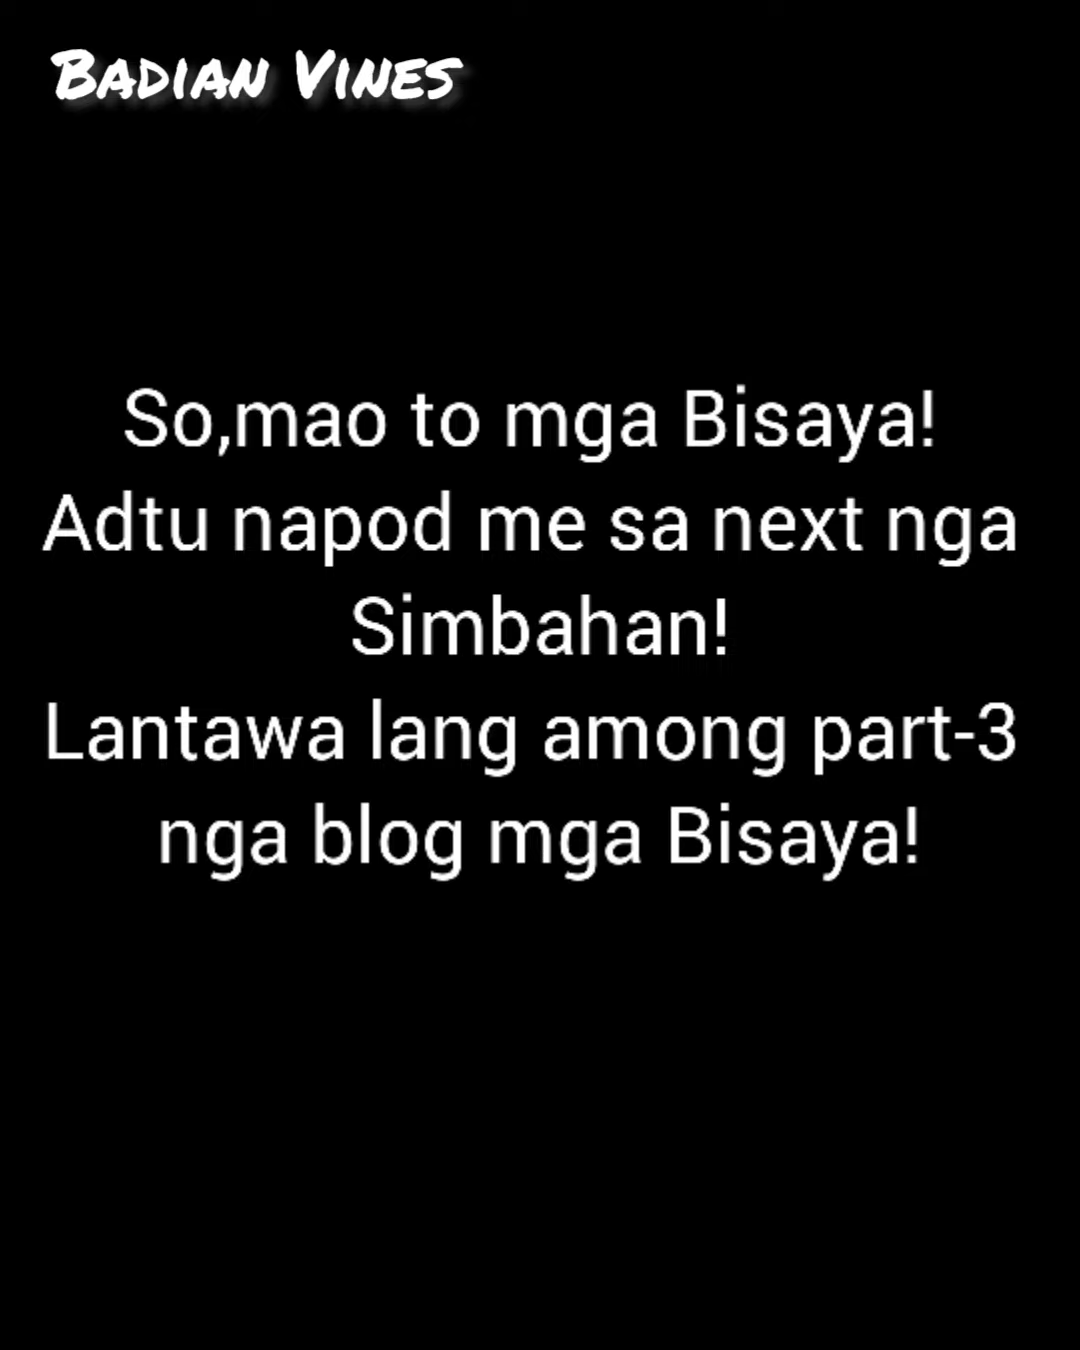 BADIAN VINES
So,mao to mga Bisaya!
Adtu napod me sa next nga
Simbahan!
Lantawa lang among part-3
nga blog mga Bisaya!